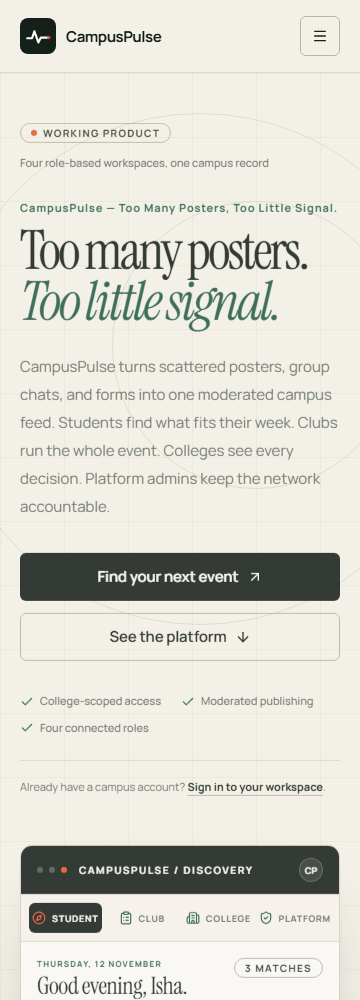 CampusPulse
WORKING PRODUCT
Four role-based workspaces, one campus record
CampusPulse — Too Many Posters, Too Little Signal.
Too many posters.
Too little signal.
CampusPulse turns scattered posters, group
chats, and forms into one moderated campus
feed. Students find what fits their week. Clubs
run the whole event. Colleges see every
decision. Platform admins keep the network
accountable.
Find your next event
See the platform
College-scoped access Moderated publishing
Four connected roles
Already have a campus account? Sign in to your workspace.
CAMPUSPULSE / DISCOVERY CP
STUDENT CLUB COLLEGE PLATFORM
THURSDAY, 12 NOVEMBER
3 MATCHES
Good evening, Isha.